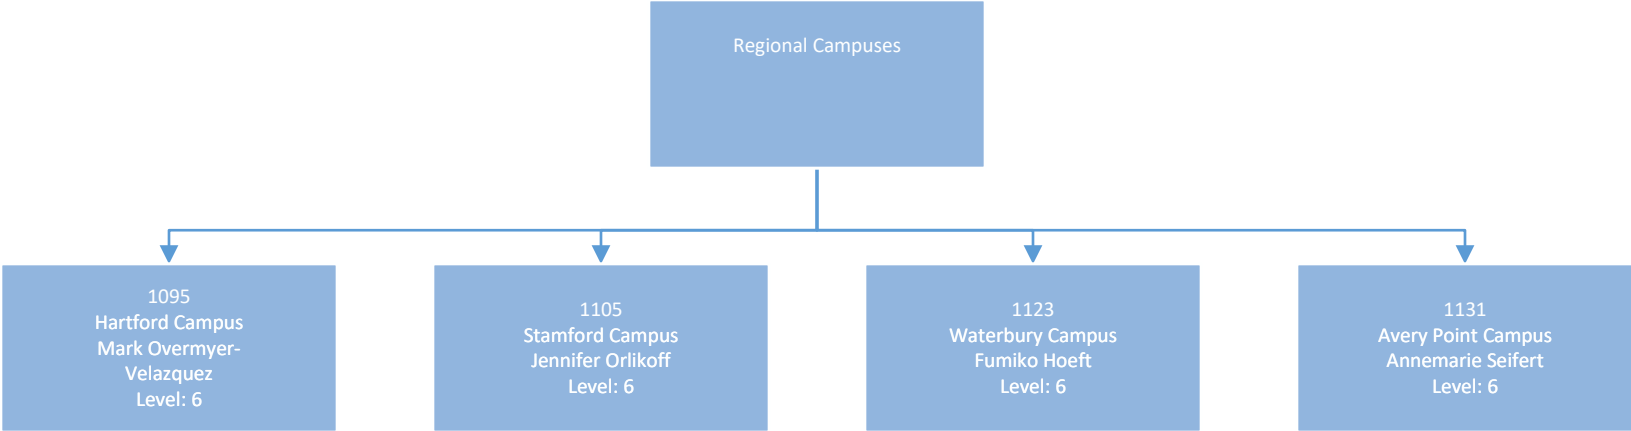 Regional Campuses
1095
Hartford Campus
Mark Overmyer-
Velazquez
Level: 6
1105
Stamford Campus
Jennifer Orlikoff
Level: 6
1123
Waterbury Campus
Fumiko Hoeft
Level: 6
1131
Avery Point Campus
Annemarie Seifert
Level: 6